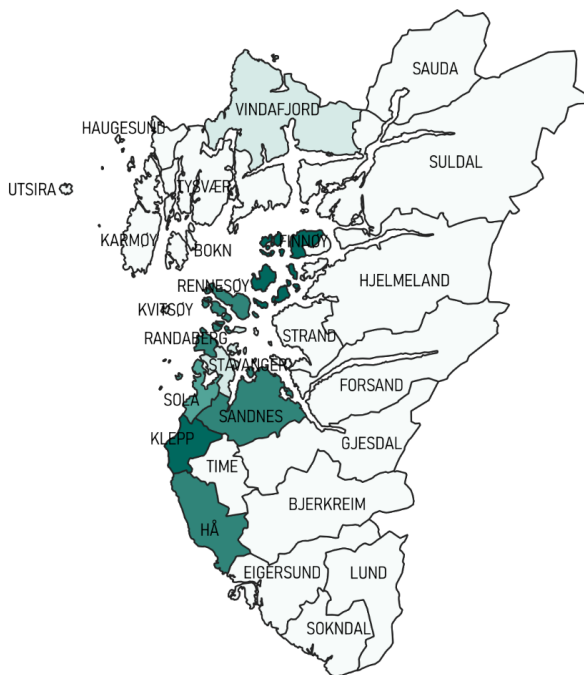 SAUDA
VINDAFJORD
HAUGESUND
SULDAL
UTSIRA
TYSVÆR
KARMØY
FINNØY
BOKN
HJELMELAND
RENNESØY
KVITSØY
STRAND
RANDABERG
STAVANGER
FORSAND
SOLA
SANDNES
KLEPP
GJESDAL
TIME
BJERKREIM
HÅ
EIGERSUND
LUND
SOKNDAL